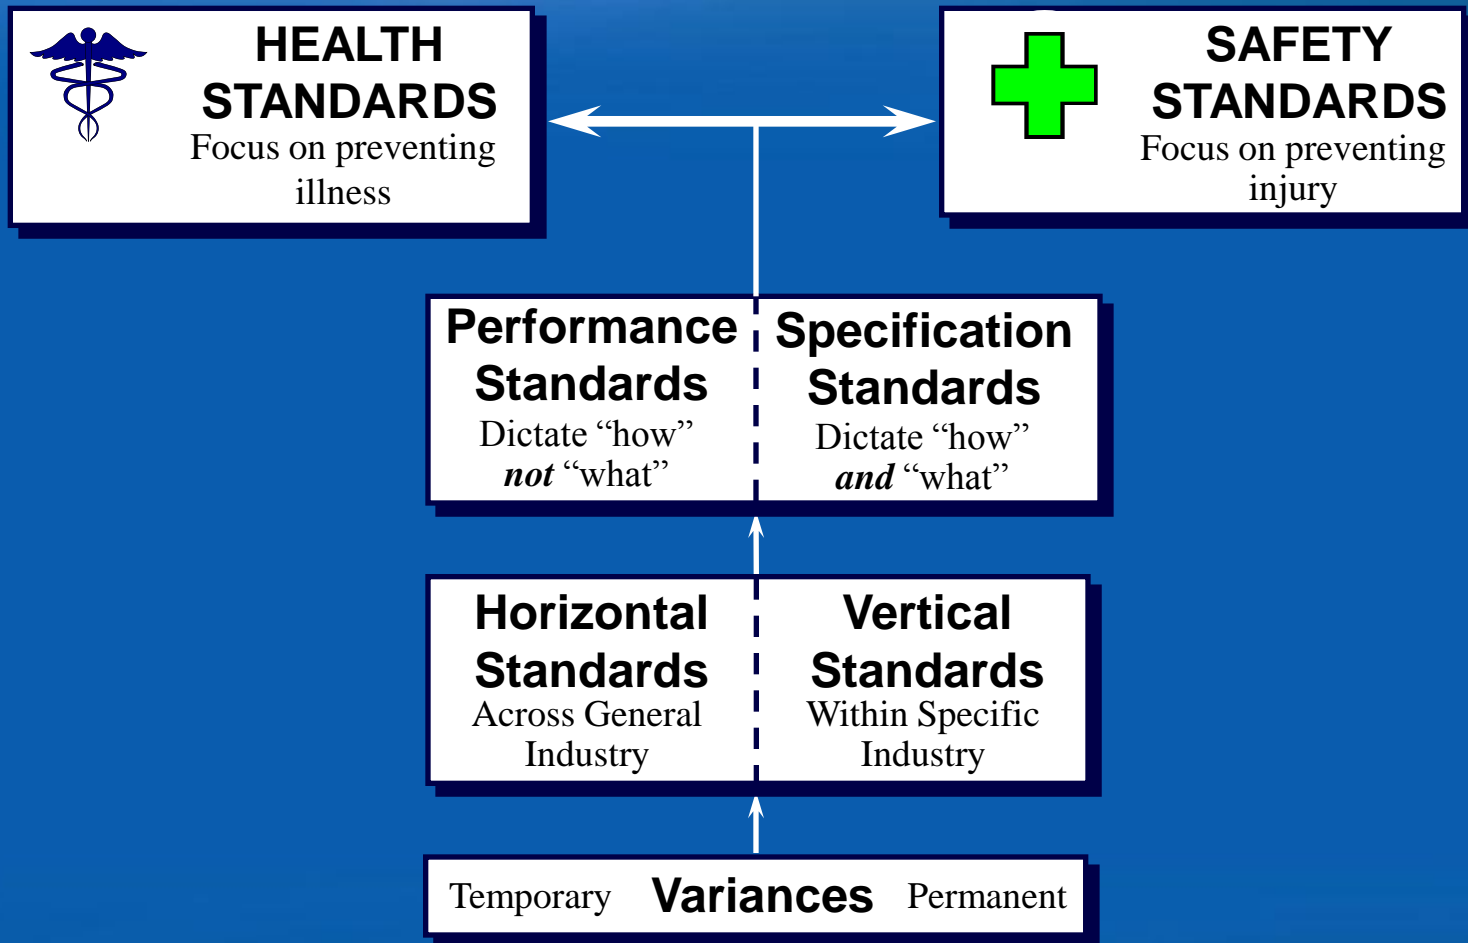 HEALTH
STANDARDS
Focus on preventing
illness
SAFETY
STANDARDS
Focus on preventing
injury
Performance
Standards
Dictate “how”
not “what”
Specification
Standards
Dictate “how”
and “what”
Horizontal
Standards
Across General
Industry
Vertical
Standards
Within Specific
Industry
Temporary Variances Permanent